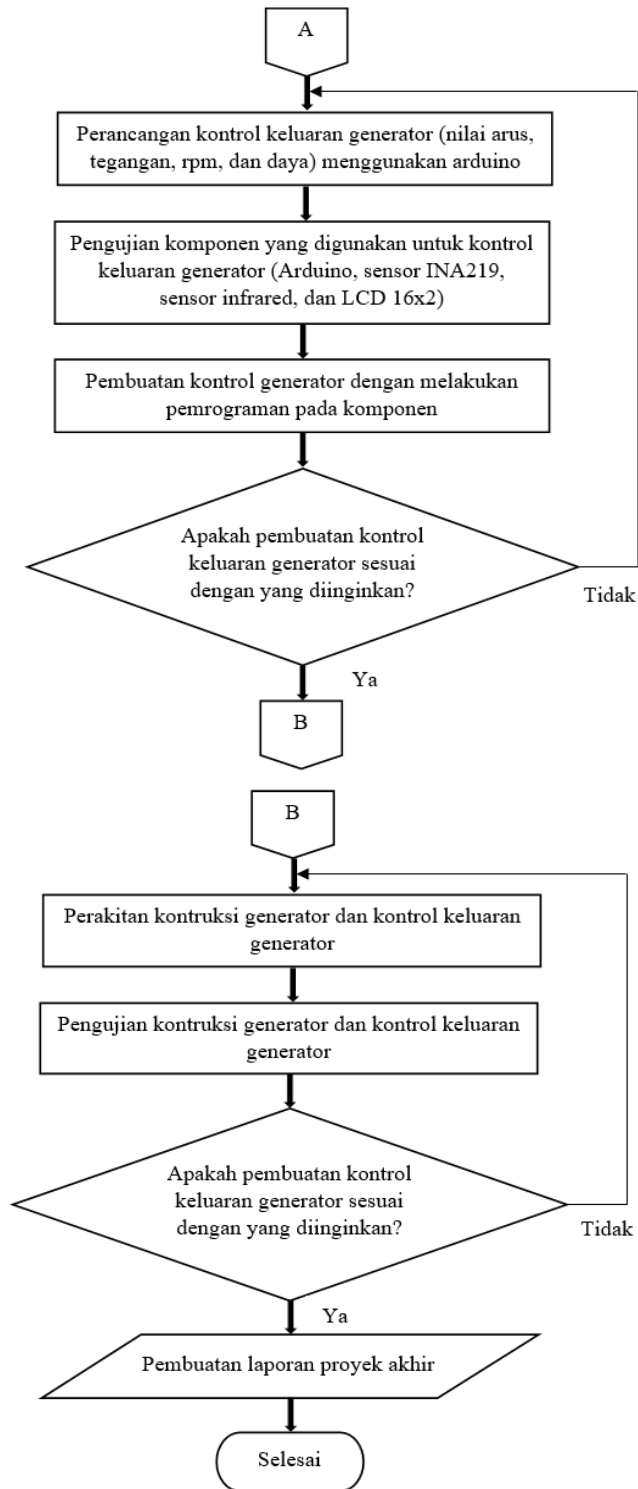 A
Perancangan kontrol keluaran generator (nilai arus,
tegangan, rpm, dan daya) menggunakan arduino
Pengujian komponen yang digunakan untuk kontrol
keluaran generator (Arduino, sensor INA219,
sensor infrared, dan LCD 16x2)
Pembuatan kontrol generator dengan melakukan
pemrograman pada komponen
Apakah pembuatan kontrol
keluaran generator sesuai
dengan yang diinginkan?
Tidak
Ya
B
B
Perakitan kontruksi generator dan kontrol keluaran
generator
Pengujian kontruksi generator dan kontrol keluaran
generator
Apakah pembuatan kontrol
keluaran generator sesuai
dengan yang diinginkan?
Tidak
Ya
Pembuatan laporan proyek akhir
Selesai